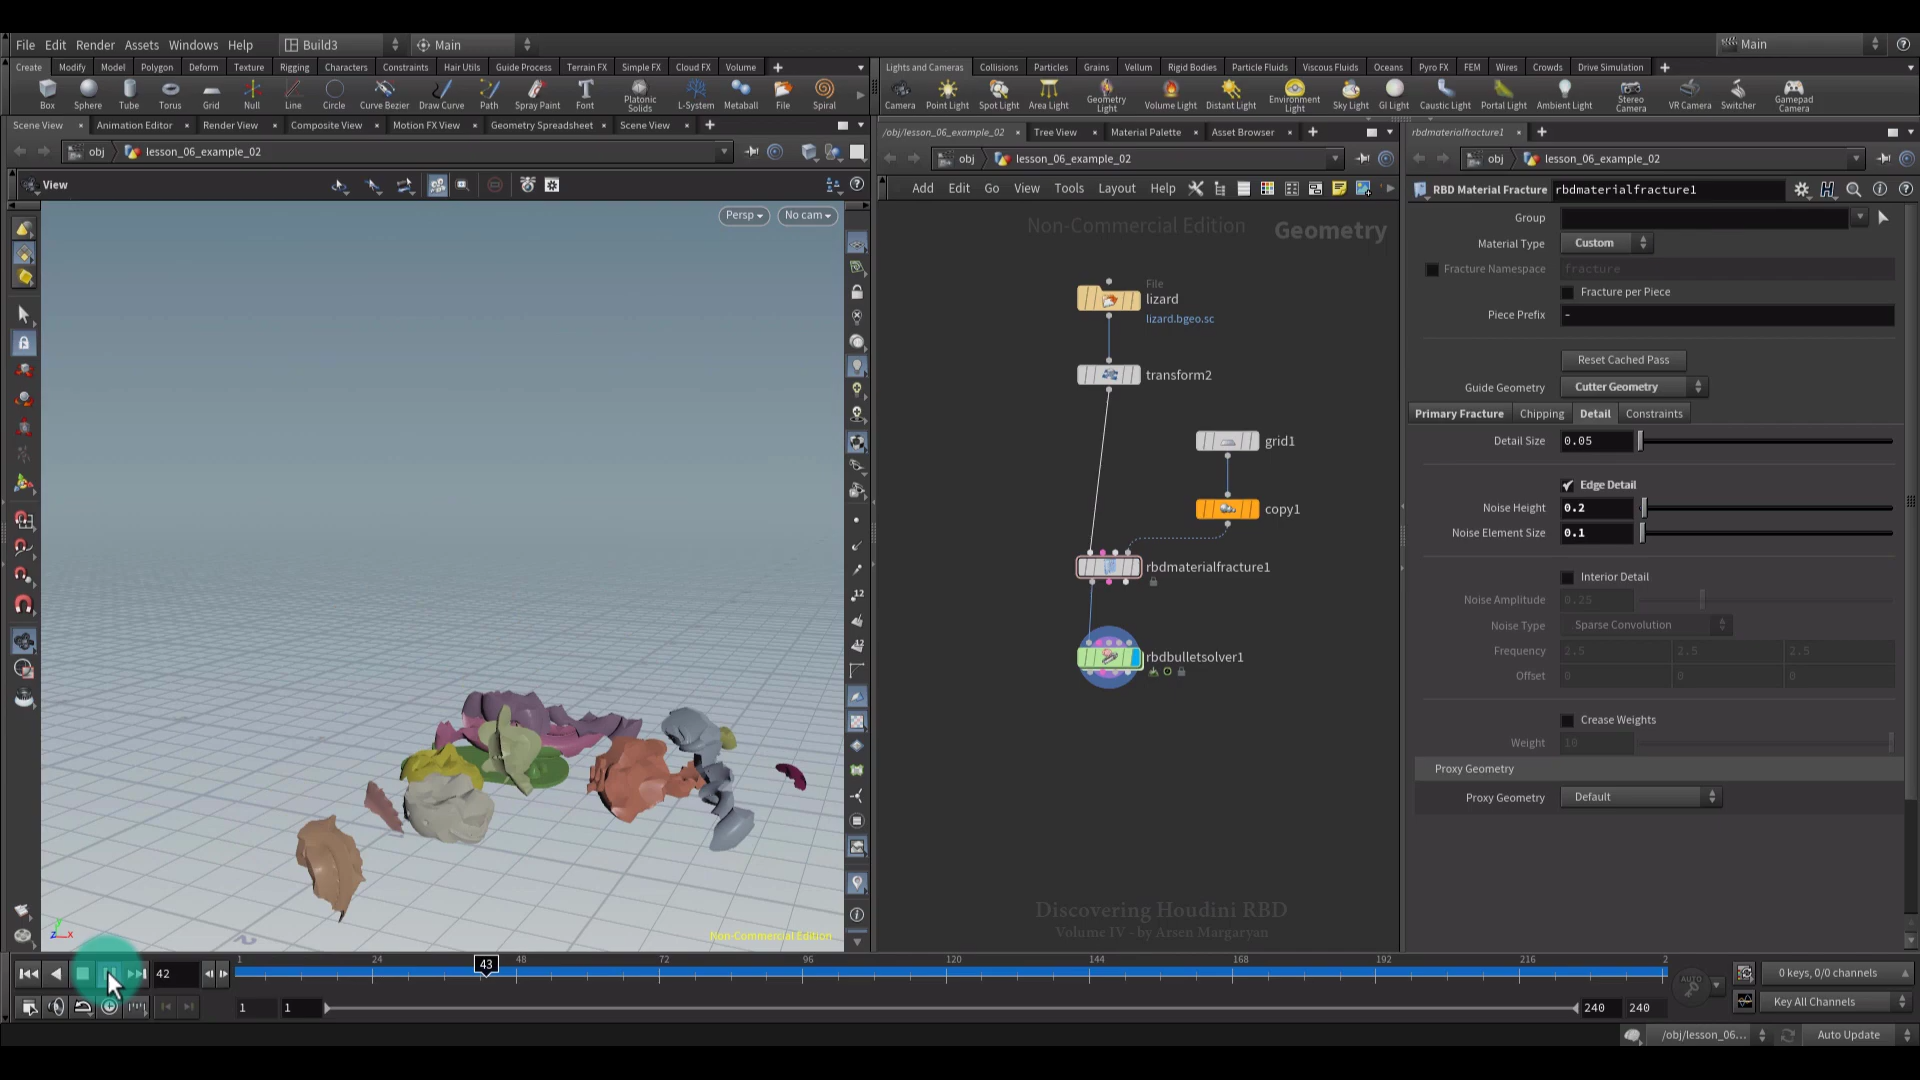 File Edit Render Assets Windows Help Build3 Main Main
Create Modify Model Polygon Deform Texture Rigging Characters Constraints Hair Utils Guide Process Terrain FX Simple FX Cloud FX Volume
Lights and Cameras Collisions Particles Grains Vellum Rigid Bodies Particle Fluids Viscous Fluids Oceans Pyro FX FEM Wires Crowds Drive Simulation
Box Sphere Tube Torus Grid Null Line Circle Curve Bezier Draw Curve Path Spray Paint Font Platonic Solids L-System Metaball File Spiral
Camera Point Light Spot Light Area Light Geometry Light Volume Light Distant Light Environment Light Sky Light GI Light Caustic Light Portal Light Ambient Light Stereo Camera VR Camera Switcher Gamepad Camera
Scene View Animation Editor Render View Composite View Motion FX View Geometry Spreadsheet Scene View
/obj/lesson_06_example_02 Tree View Material Palette Asset Browser
rbdmaterialfracture1
obj lesson_06_example_02
obj lesson_06_example_02
obj lesson_06_example_02
View
Add Edit Go View Tools Layout Help
RBD Material Fracture rbdmaterialfracture1
Persp No cam
Non-Commercial Edition Geometry
File
lizard
lizard.bgeo.sc
transform2
grid1
copy1
rbdmaterialfracture1
rbdbulletsolver1
Discovering Houdini RBD
Volume IV - by Arsen Margaryan
Non-Commercial Edition
Group
Material Type Custom
Fracture Namespace fracture
Fracture per Piece
Piece Prefix -
Reset Cached Pass
Guide Geometry Cutter Geometry
Primary Fracture Chipping Detail Constraints
Detail Size 0.05
Edge Detail
Noise Height 0.2
Noise Element Size 0.1
Interior Detail
Noise Amplitude 0.25
Noise Type Sparse Convolution
Frequency 2.5 2.5 2.5
Offset 0 0 0
Crease Weights
Weight 10
Proxy Geometry
Proxy Geometry Default
42 1 24 43 48 72 96 120 144 168 192 216 2
AUTO
0 keys, 0/0 channels
1 1 240 240
Key All Channels
/obj/lesson_06... Auto Update